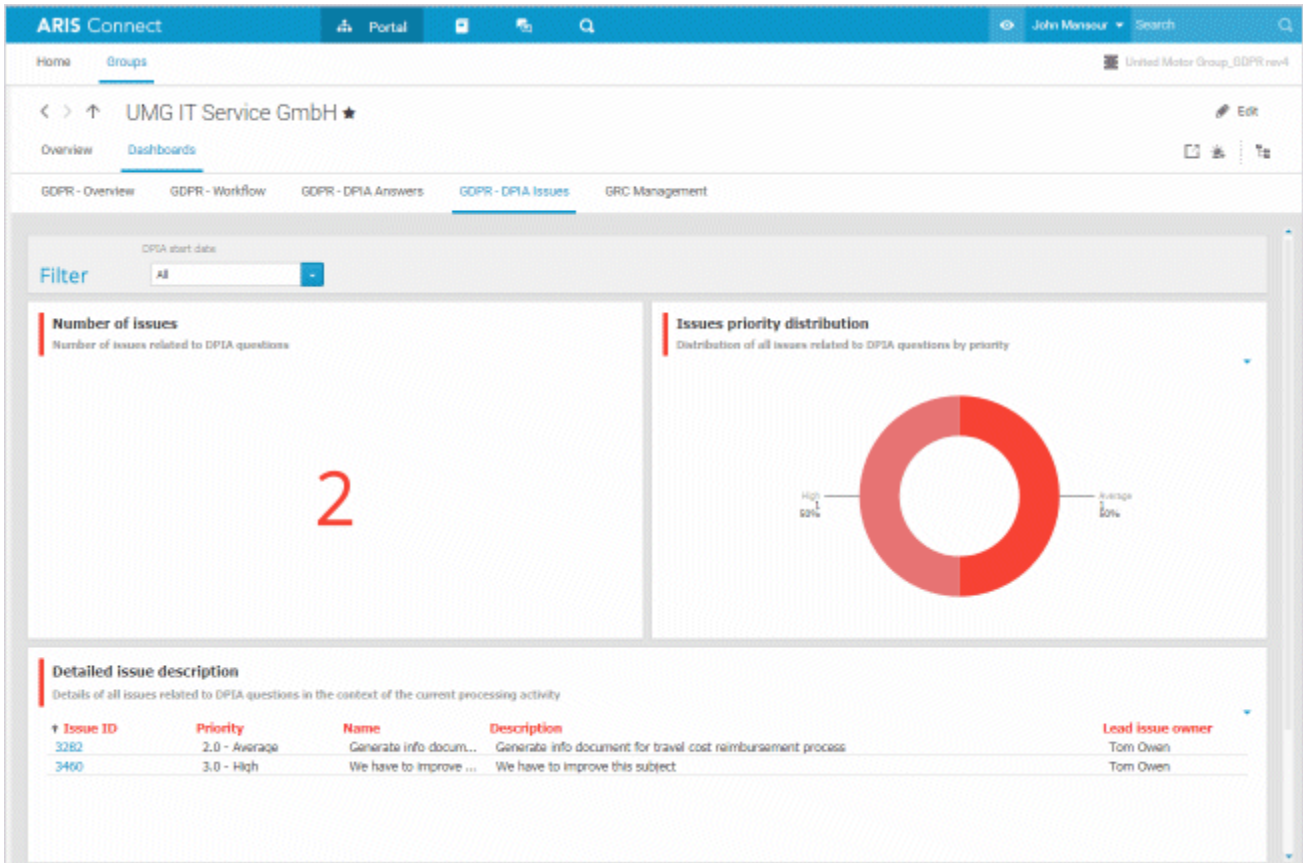 ARIS Connect
Portal
John Mansour
Search
Home
Groups
United Motor Group_GDPR rev4
UMG IT Service GmbH
Edit
Overview
Dashboards
GDPR - Overview
GDPR - Workflow
GDPR - DPIA Answers
GDPR - DPIA Issues
GRC Management
DPIA start date
Filter
All
Number of issues
Number of issues related to DPIA questions
2
Issues priority distribution
Distribution of all issues related to DPIA questions by priority
High
1
50%
Average
1
50%
Detailed issue description
Details of all issues related to DPIA questions in the context of the current processing activity
Issue ID Priority Name Description Lead issue owner
3282 2.0 - Average Generate info docum... Generate info document for travel cost reimbursement process Tom Owen
3460 3.0 - High We have to improve ... We have to improve this subject Tom Owen